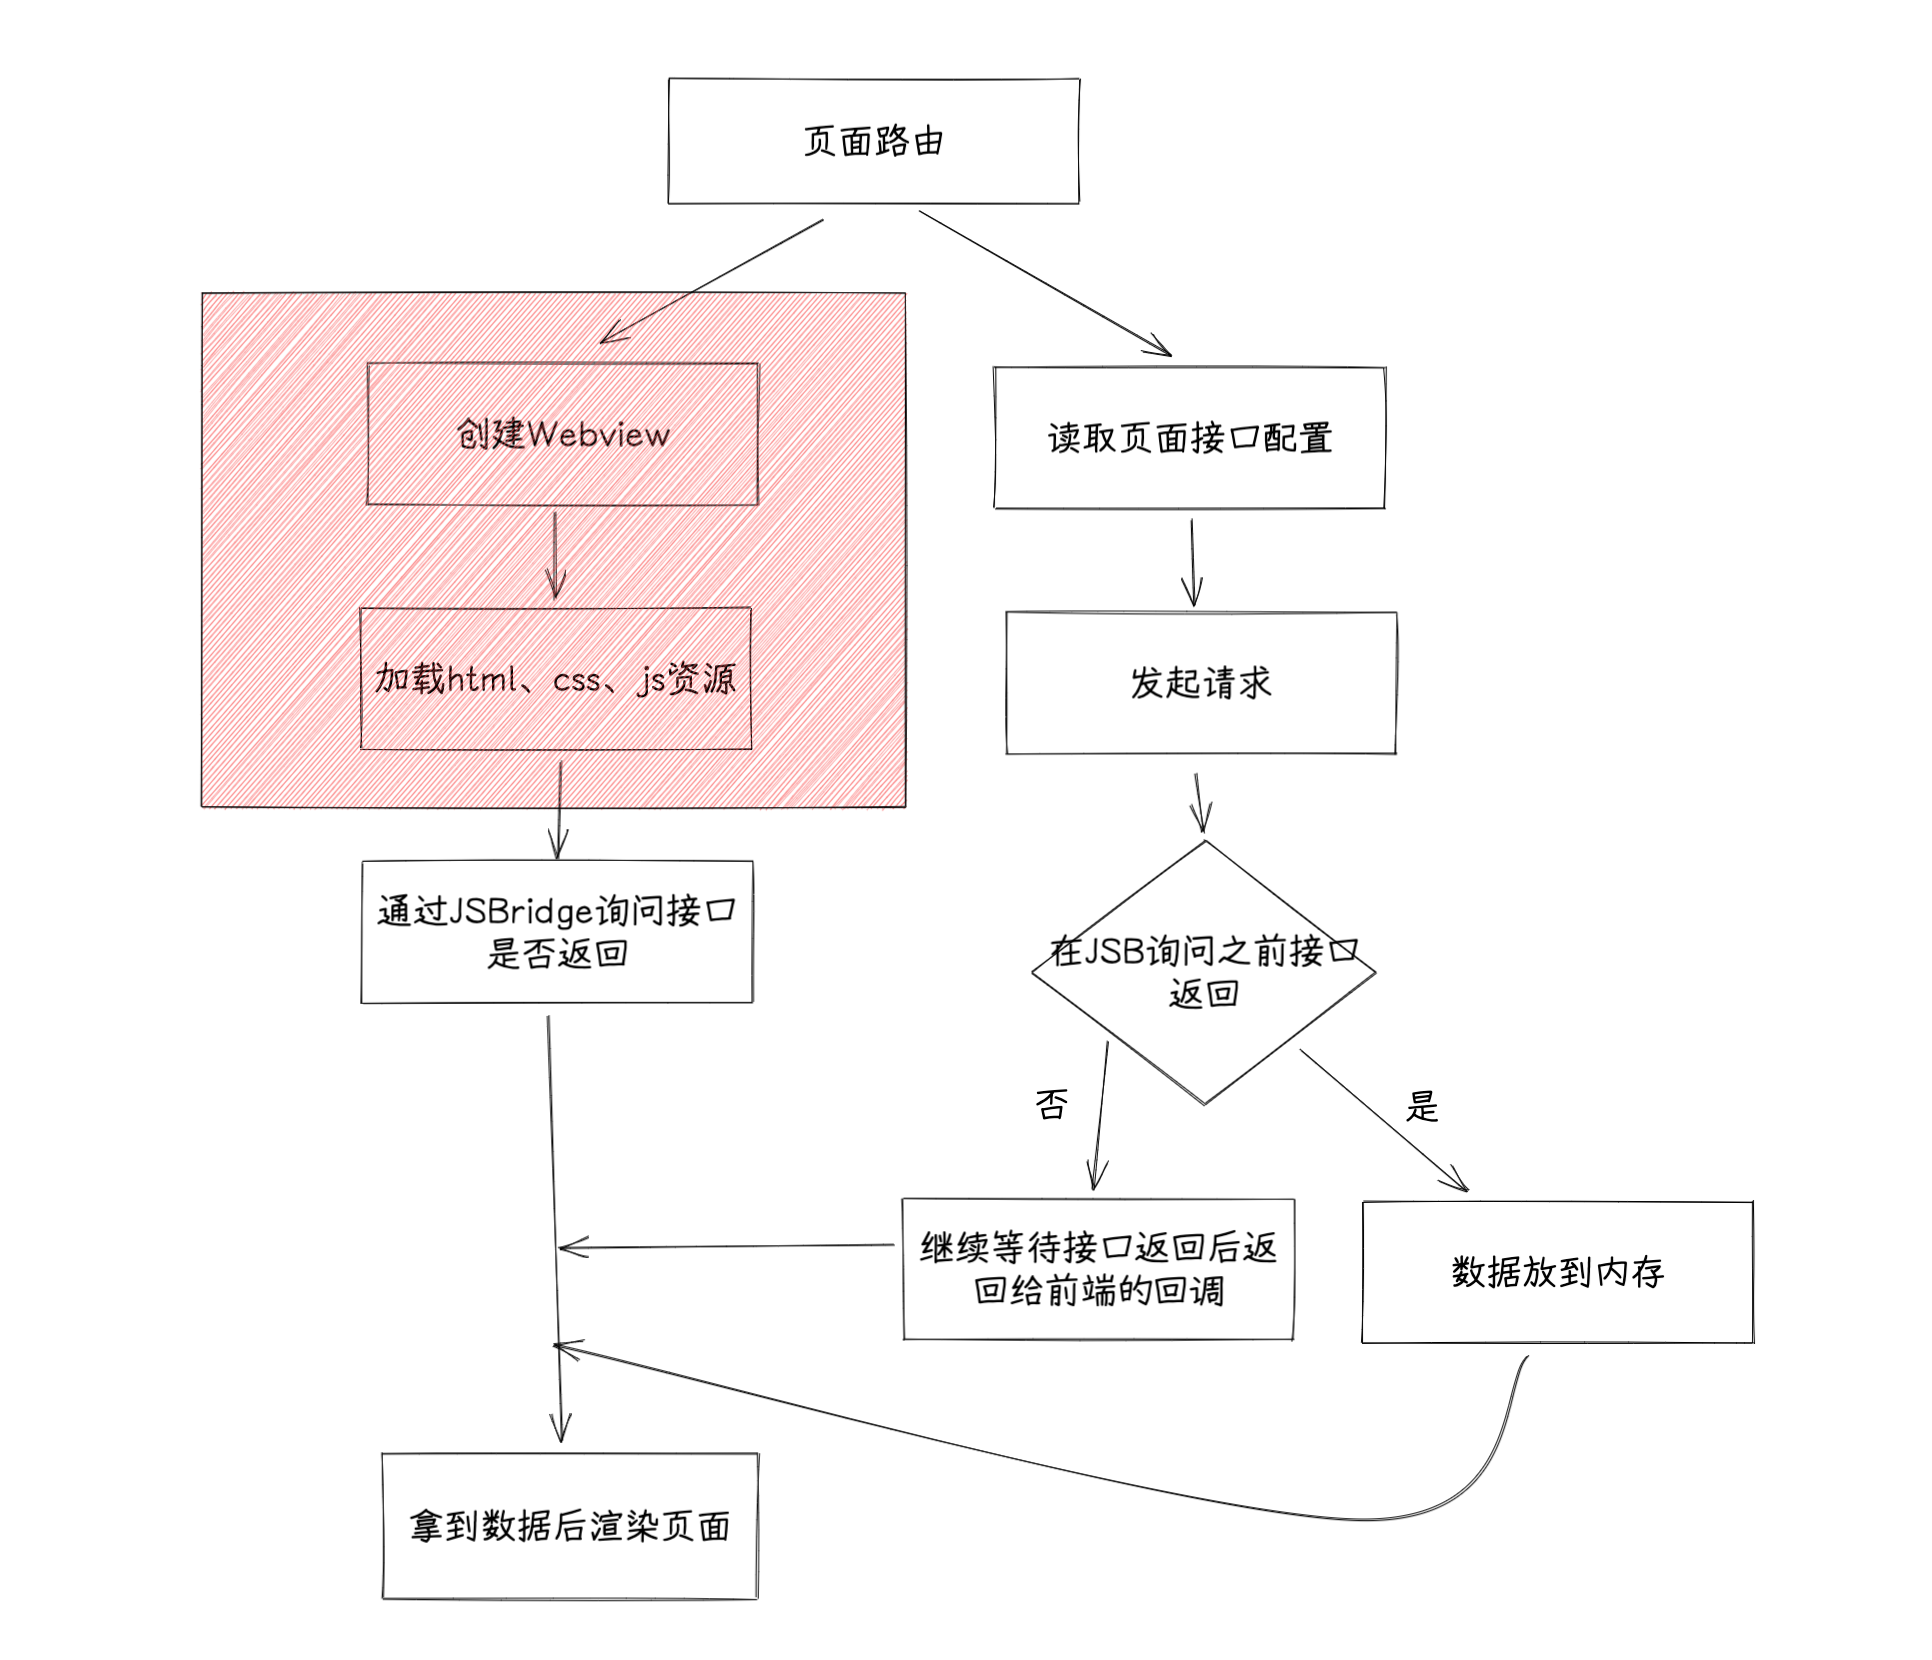 页面路由
创建Webview
读取页面接口配置
加载html、css、js资源
发起请求
通过JSBridge询问接口
是否返回
在JSB询问之前接口
返回
否
是
继续等待接口返回后返
回给前端的回调
数据放到内存
拿到数据后渲染页面